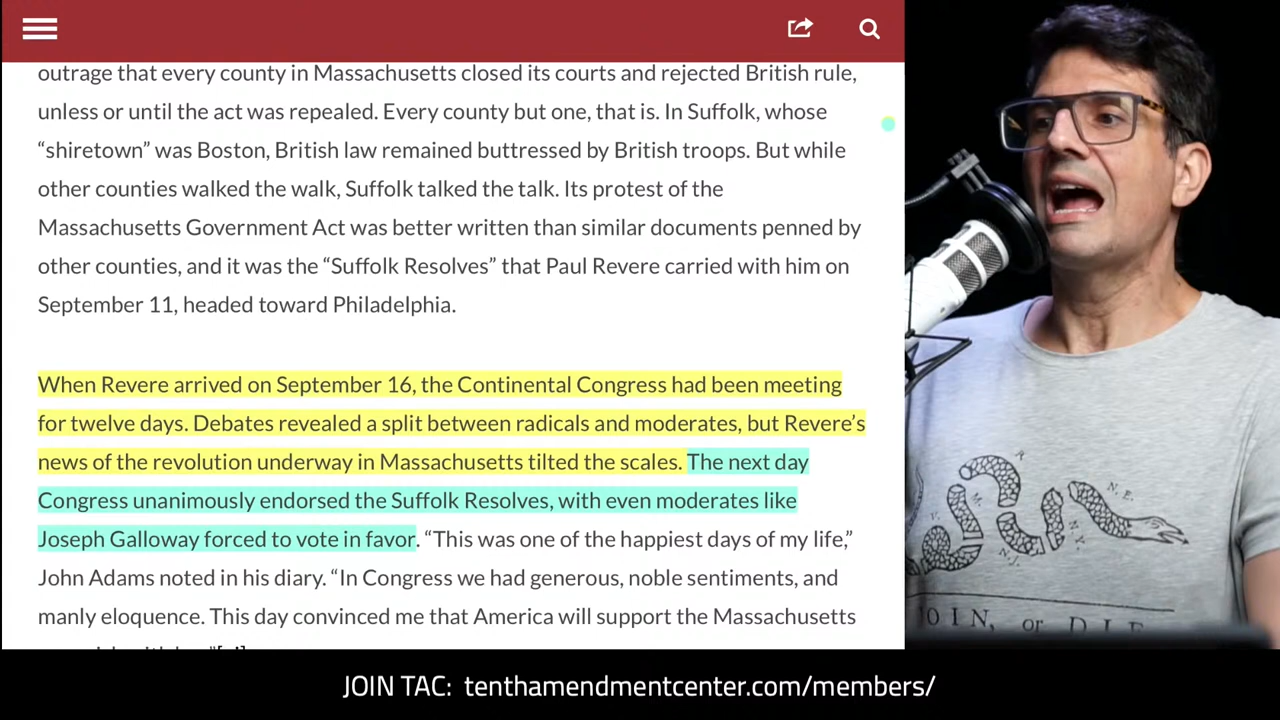 outrage that every county in Massachusetts closed its courts and rejected British rule,
unless or until the act was repealed. Every county but one, that is. In Suffolk, whose
“shiretown” was Boston, British law remained buttressed by British troops. But while
other counties walked the walk, Suffolk talked the talk. Its protest of the
Massachusetts Government Act was better written than similar documents penned by
other counties, and it was the “Suffolk Resolves” that Paul Revere carried with him on
September 11, headed toward Philadelphia.
When Revere arrived on September 16, the Continental Congress had been meeting
for twelve days. Debates revealed a split between radicals and moderates, but Revere’s
news of the revolution underway in Massachusetts tilted the scales. The next day
Congress unanimously endorsed the Suffolk Resolves, with even moderates like
Joseph Galloway forced to vote in favor. “This was one of the happiest days of my life,”
John Adams noted in his diary. “In Congress we had generous, noble sentiments, and
manly eloquence. This day convinced me that America will support the Massachusetts
R.
N.E.
M.
V.
N.Y.
N.J.
JOIN, or DIE
JOIN TAC: tenthamendmentcenter.com/members/